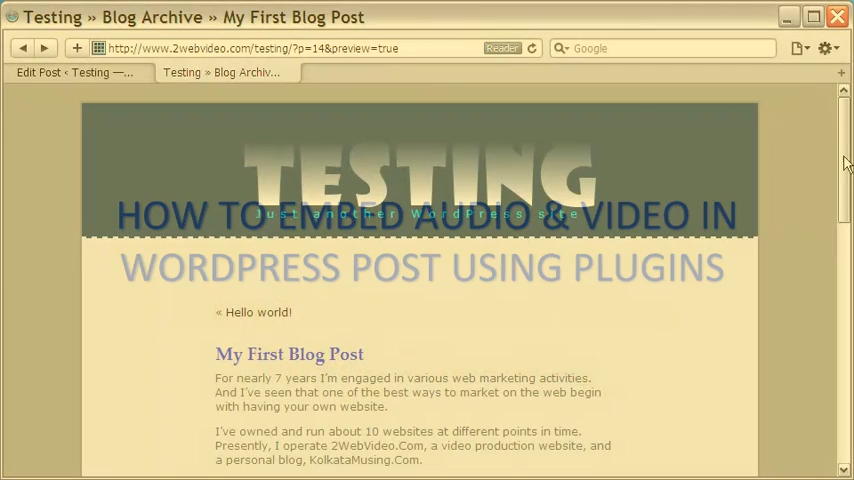 Testing » Blog Archive » My First Blog Post
http://www.2webvideo.com/testing/?p=14&preview=true
Reader
Google
Edit Post ‹ Testing —...
Testing » Blog Archiv...
TESTING
Just another WordPress site
HOW TO EMBED AUDIO & VIDEO IN
WORDPRESS POST USING PLUGINS
« Hello world!
My First Blog Post
For nearly 7 years I’m engaged in various web marketing activities.
And I’ve seen that one of the best ways to market on the web begin
with having your own website.
I’ve owned and run about 10 websites at different points in time.
Presently, I operate 2WebVideo.Com, a video production website, and
a personal blog, KolkataMusing.Com.